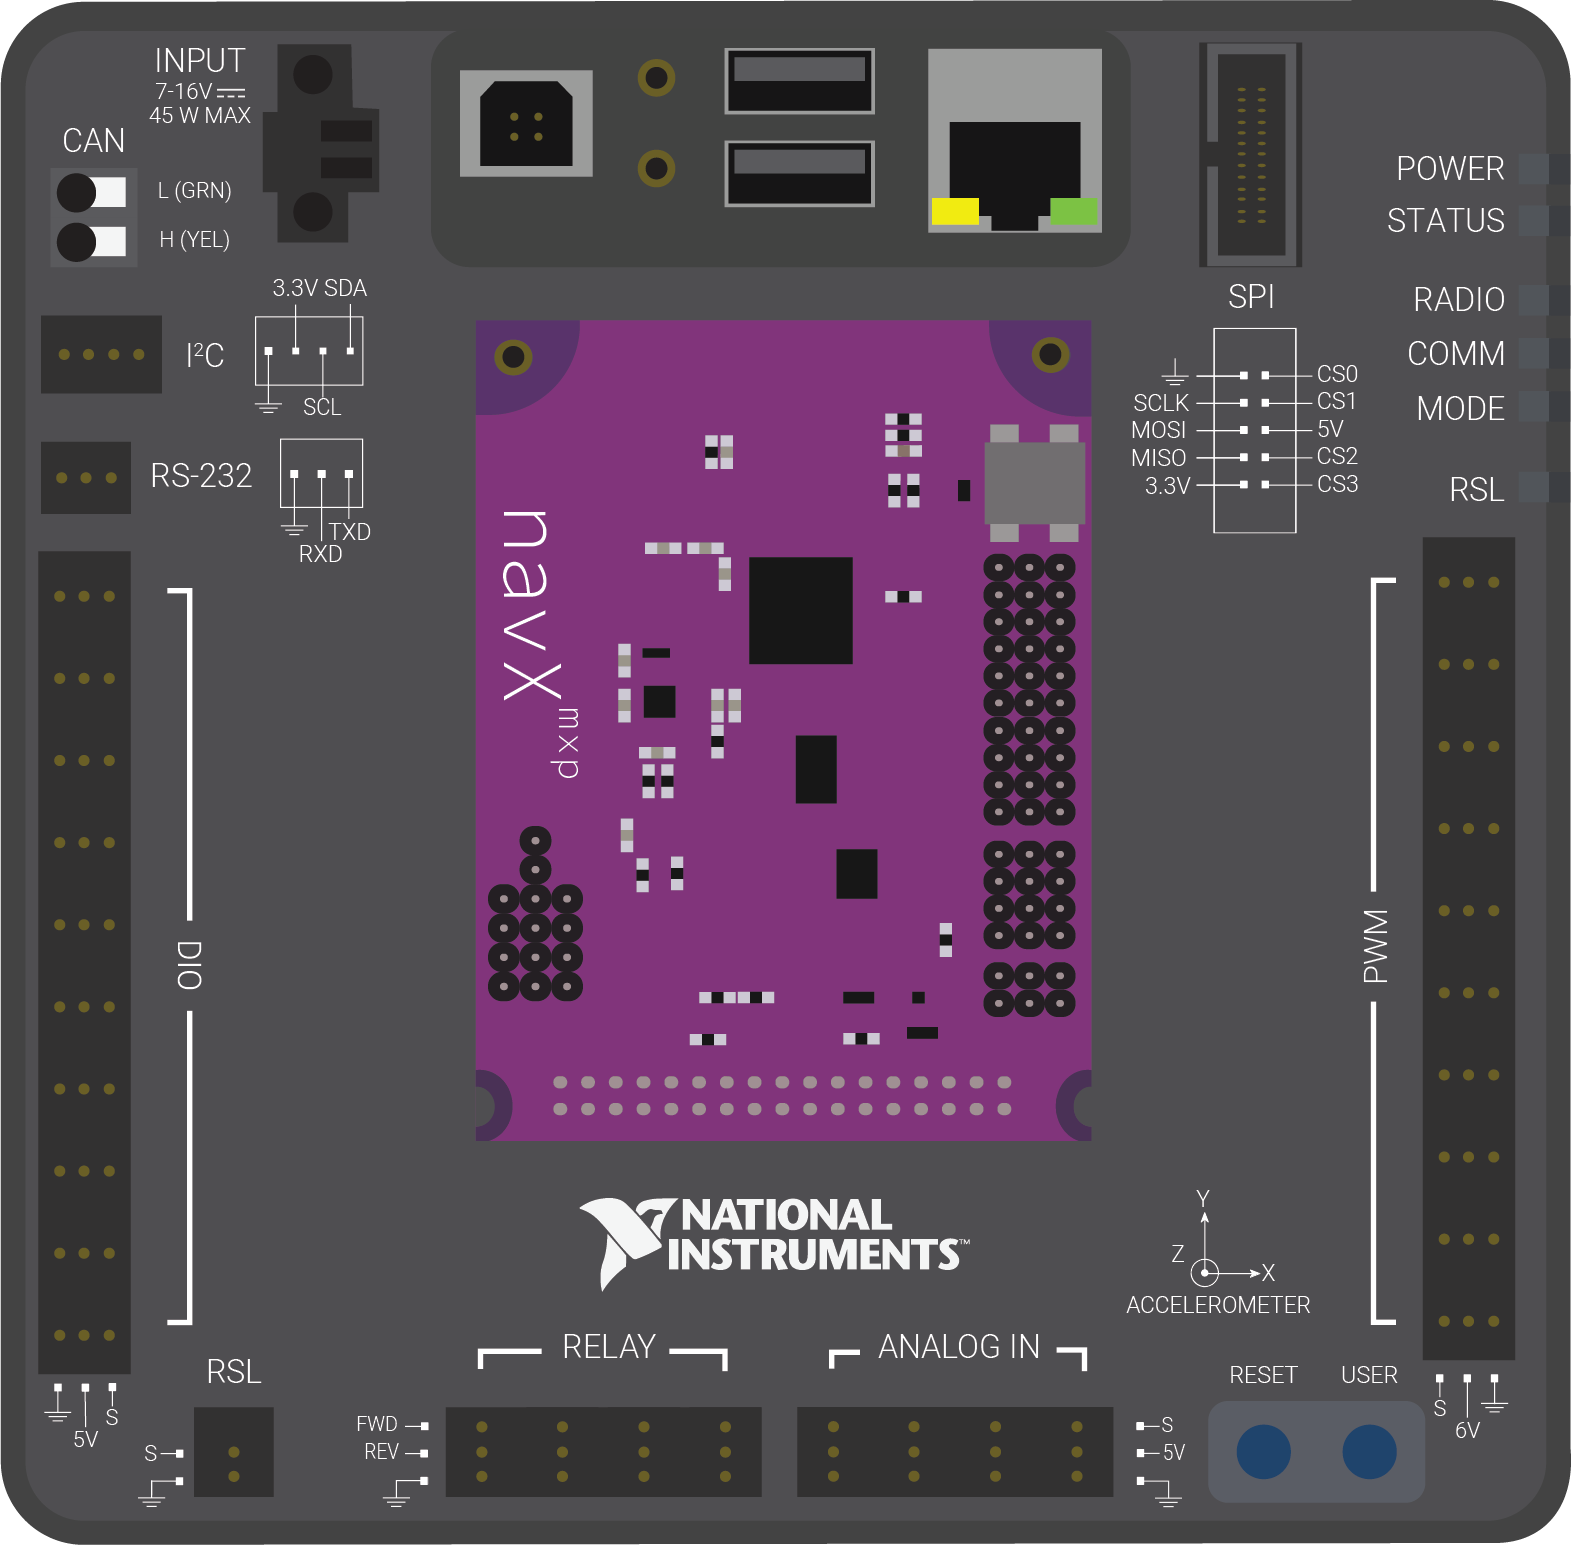 INPUT
7-16V
45 W MAX
CAN
L (GRN)
H (YEL)
3.3V SDA
I²C
SCL
RS-232
TXD
RXD
SPI
CS0
SCLK
CS1
MOSI
5V
MISO
CS2
3.3V
CS3
POWER
STATUS
RADIO
COMM
MODE
RSL
navX
mxp
DIO
PWM
NATIONAL
INSTRUMENTS™
Y
Z
X
ACCELEROMETER
RELAY
ANALOG IN
RSL
RESET
USER
S
5V
S
FWD
REV
S
5V
S
6V